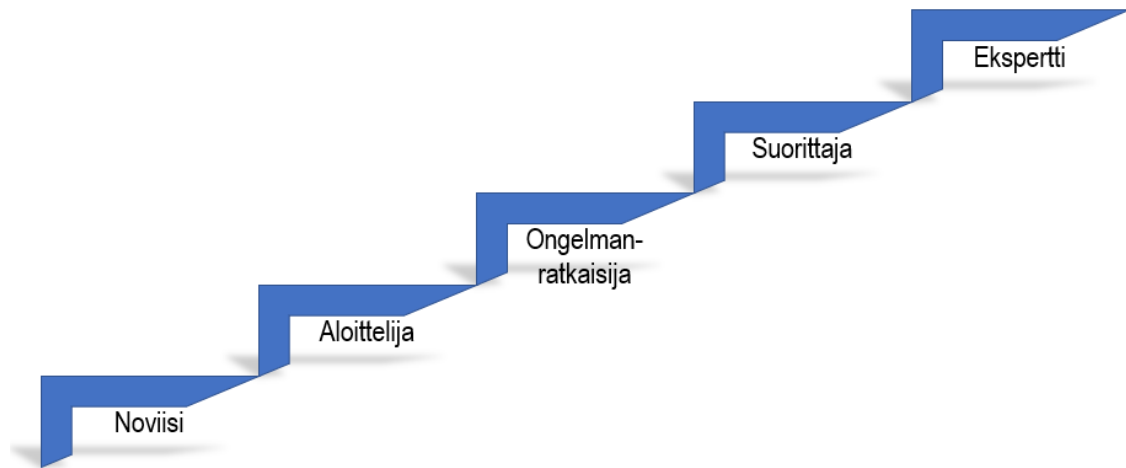 Ekspertti
Suorittaja
Ongelman-
ratkaisija
Aloittelija
Noviisi